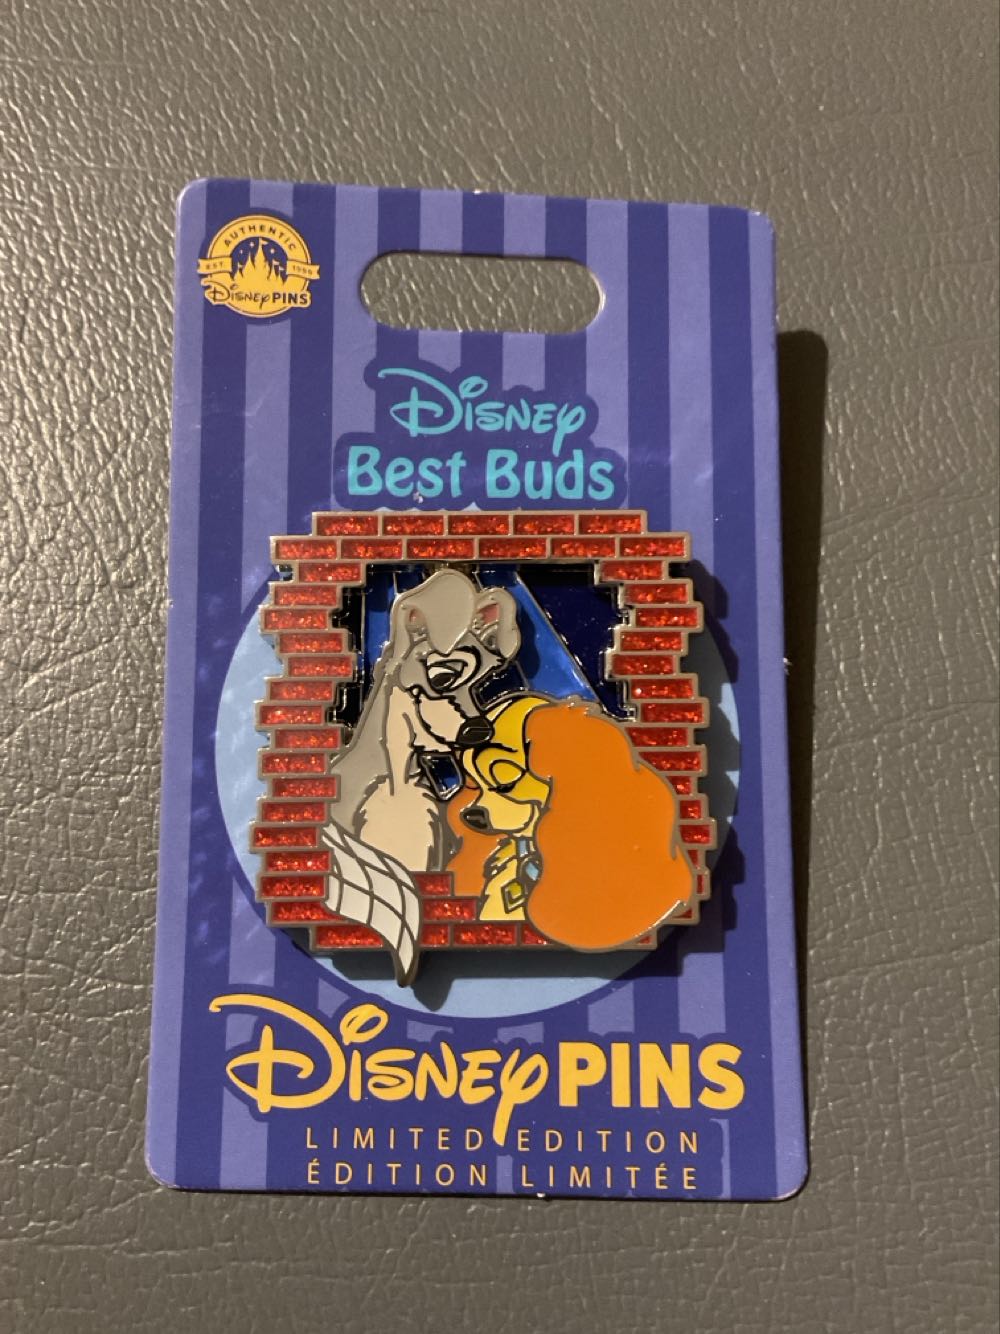 AUTHENTIC
EST. 1999
Disney PINS
Disney
Best Buds
Disney PINS
LIMITED EDITION
ÉDITION LIMITÉE